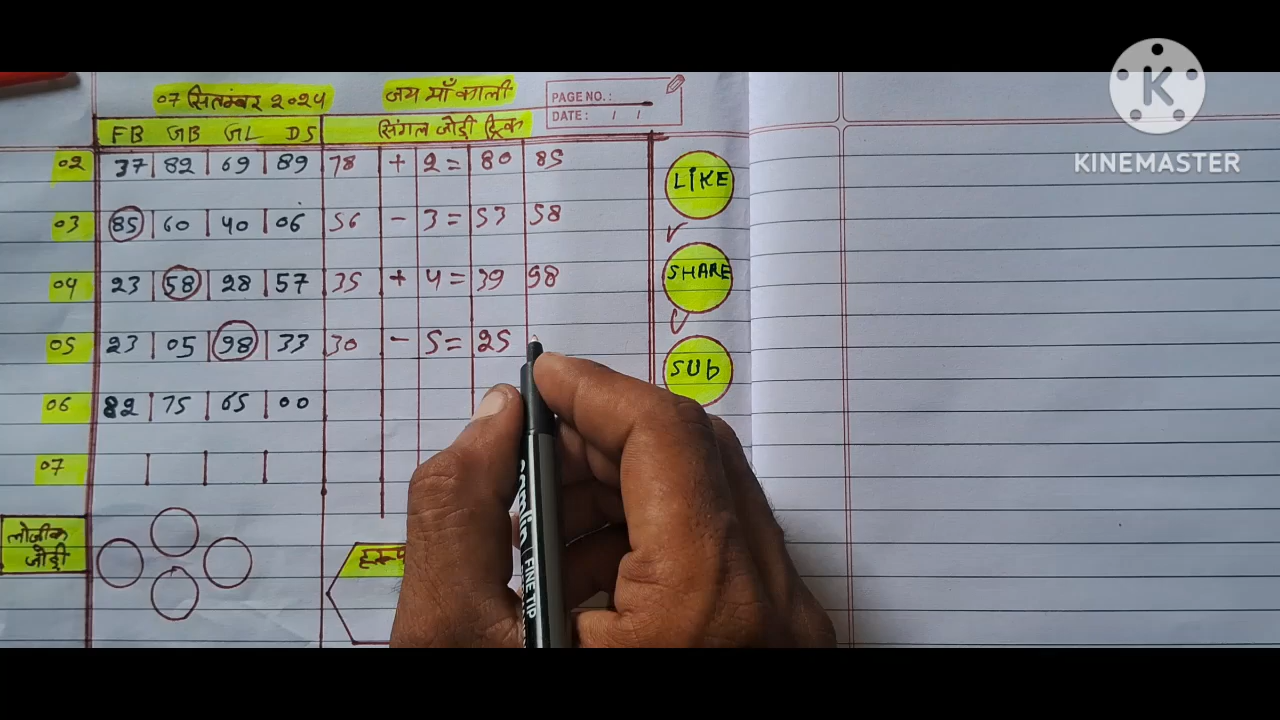 K
KINEMASTER
07 सितम्बर 2024
जय माँ काली
PAGE NO.:
DATE: / /
FB GB GL DS
सिंगल जोड़ी ट्रिक
02 37 82 69 89 78 + 2 = 80 85
LIKE
03 85 60 40 06 56 - 3 = 53 58
SHARE
04 23 58 28 57 35 + 4 = 39 98
05 23 05 98 33 30 - 5 = 25
SUb
06 82 75 65 00
07
लोजीक
जोड़ी
camlin FINE TIP